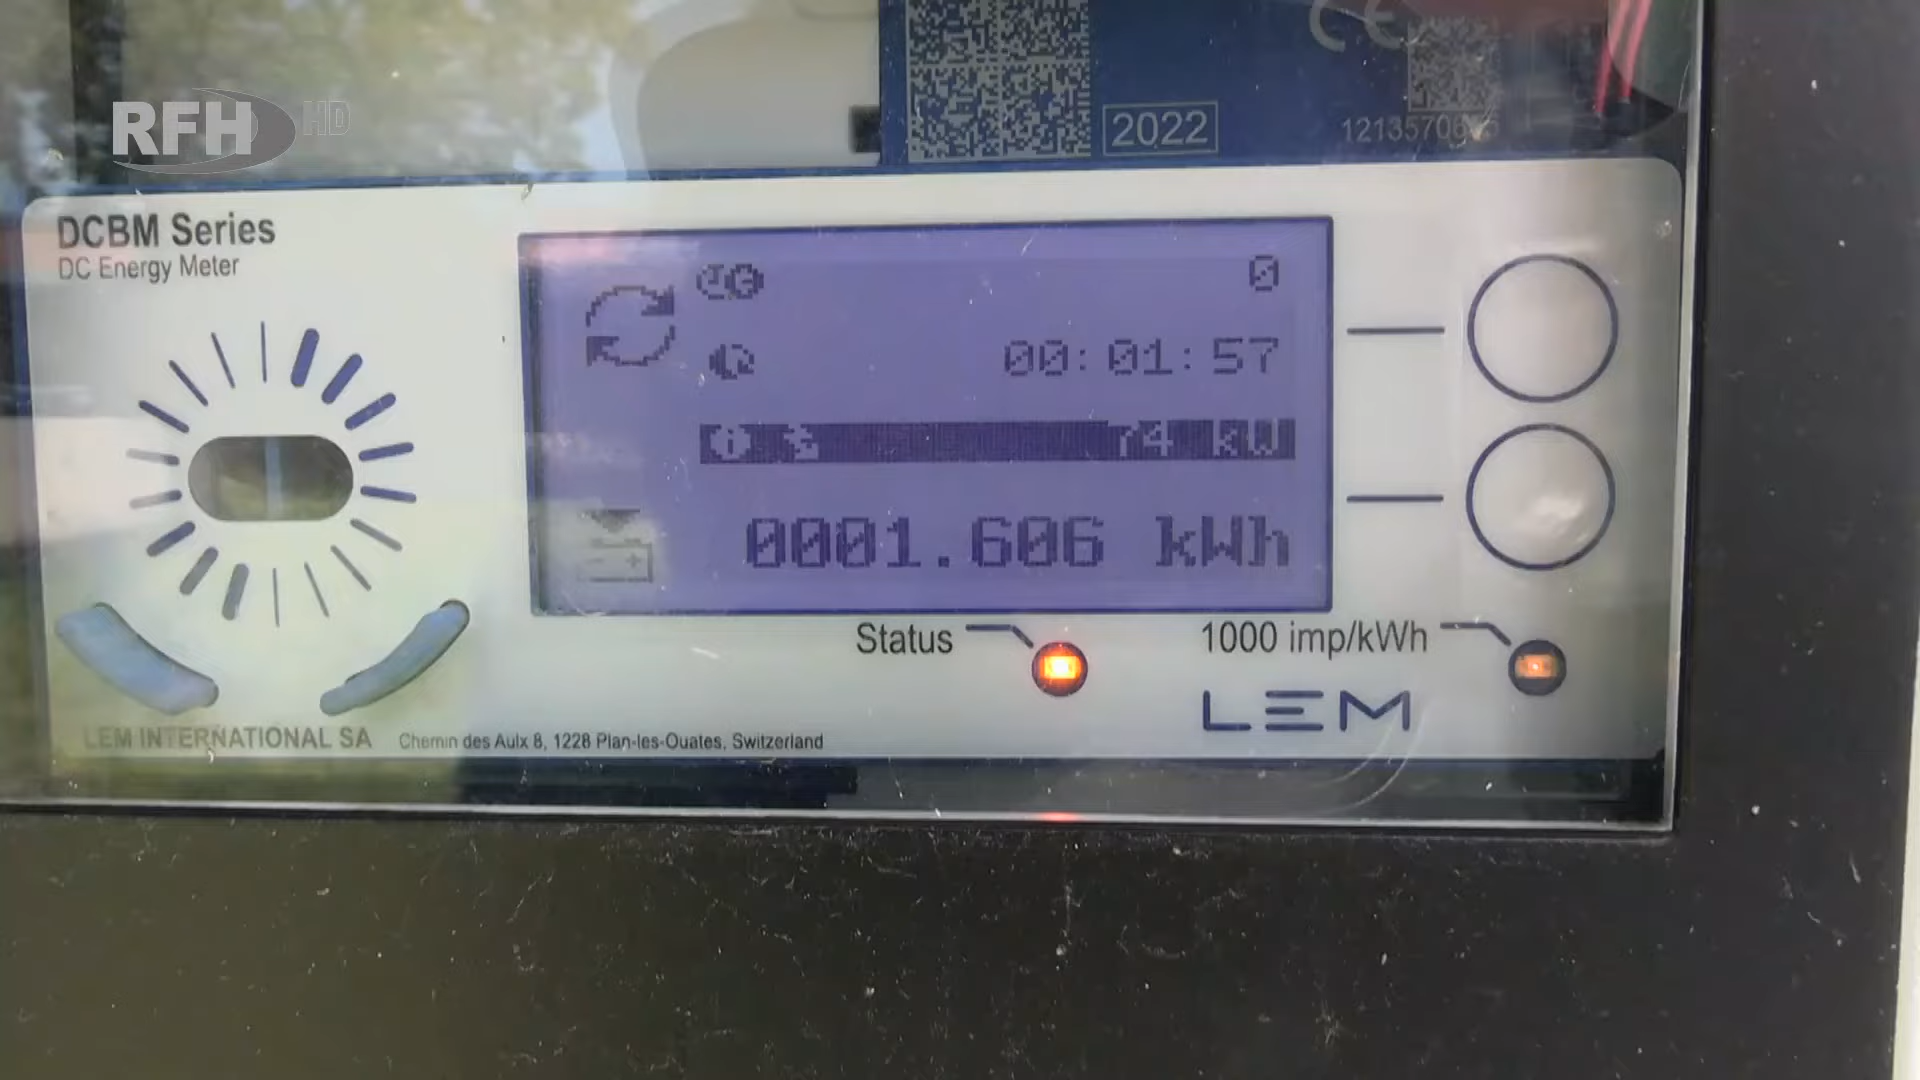 RFH HD
2022
DCBM Series
DC Energy Meter
0
00:01:57
74 kW
0001.606 kWh
Status
1000 imp/kWh
LEM
LEM INTERNATIONAL SA
Chemin des Aulx 8, 1228 Plan-les-Ouates, Switzerland